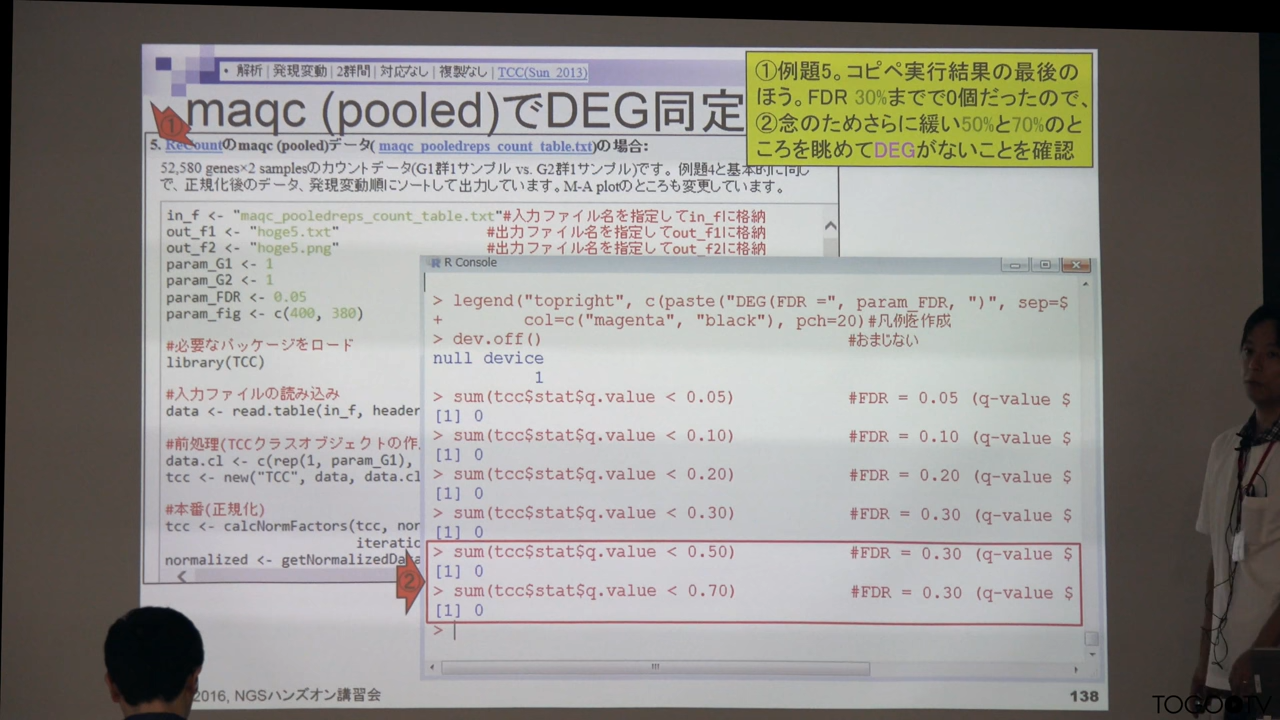 • 解析 | 発現変動 | 2群間 | 対応なし | 複製なし | TCC(Sun_2013)
maqc (pooled)でDEG同定
①例題5。コピペ実行結果の最後の
ほう。FDR 30%までで0個だったので、
②念のためさらに緩い50%と70%のと
ころを眺めてDEGがないことを確認
①
5. ReCountのmaqc (pooled)データ( maqc_pooledreps_count_table.txt)の場合:
52,580 genes×2 samplesのカウントデータ(G1群1サンプル vs. G2群1サンプル)です。例題4と基本的に同じ
で、正規化後のデータ、発現変動順にソートして出力しています。M-A plotのところも変更しています。
in_f <- "maqc_pooledreps_count_table.txt"#入力ファイル名を指定してin_fに格納
out_f1 <- "hoge5.txt" #出力ファイル名を指定してout_f1に格納
out_f2 <- "hoge5.png" #出力ファイル名を指定してout_f2に格納
param_G1 <- 1
param_G2 <- 1
param_FDR <- 0.05
param_fig <- c(400, 380)
#必要なパッケージをロード
library(TCC)
#入力ファイルの読み込み
data <- read.table(in_f, header
#前処理(TCCクラスオブジェクトの作
data.cl <- c(rep(1, param_G1),
tcc <- new("TCC", data, data.cl
#本番(正規化)
tcc <- calcNormFactors(tcc, nor
iteratio
normalized <- getNormalizedDa
R Console
> legend("topright", c(paste("DEG(FDR =", param_FDR, ")", sep=$
+ col=c("magenta", "black"), pch=20)#凡例を作成
> dev.off() #おまじない
null device
1
> sum(tcc$stat$q.value < 0.05) #FDR = 0.05 (q-value $
[1] 0
> sum(tcc$stat$q.value < 0.10) #FDR = 0.10 (q-value $
[1] 0
> sum(tcc$stat$q.value < 0.20) #FDR = 0.20 (q-value $
[1] 0
> sum(tcc$stat$q.value < 0.30) #FDR = 0.30 (q-value $
[1] 0
> sum(tcc$stat$q.value < 0.50) #FDR = 0.30 (q-value $
[1] 0
> sum(tcc$stat$q.value < 0.70) #FDR = 0.30 (q-value $
[1] 0
>
②
2016, NGSハンズオン講習会
138
TOGOTV